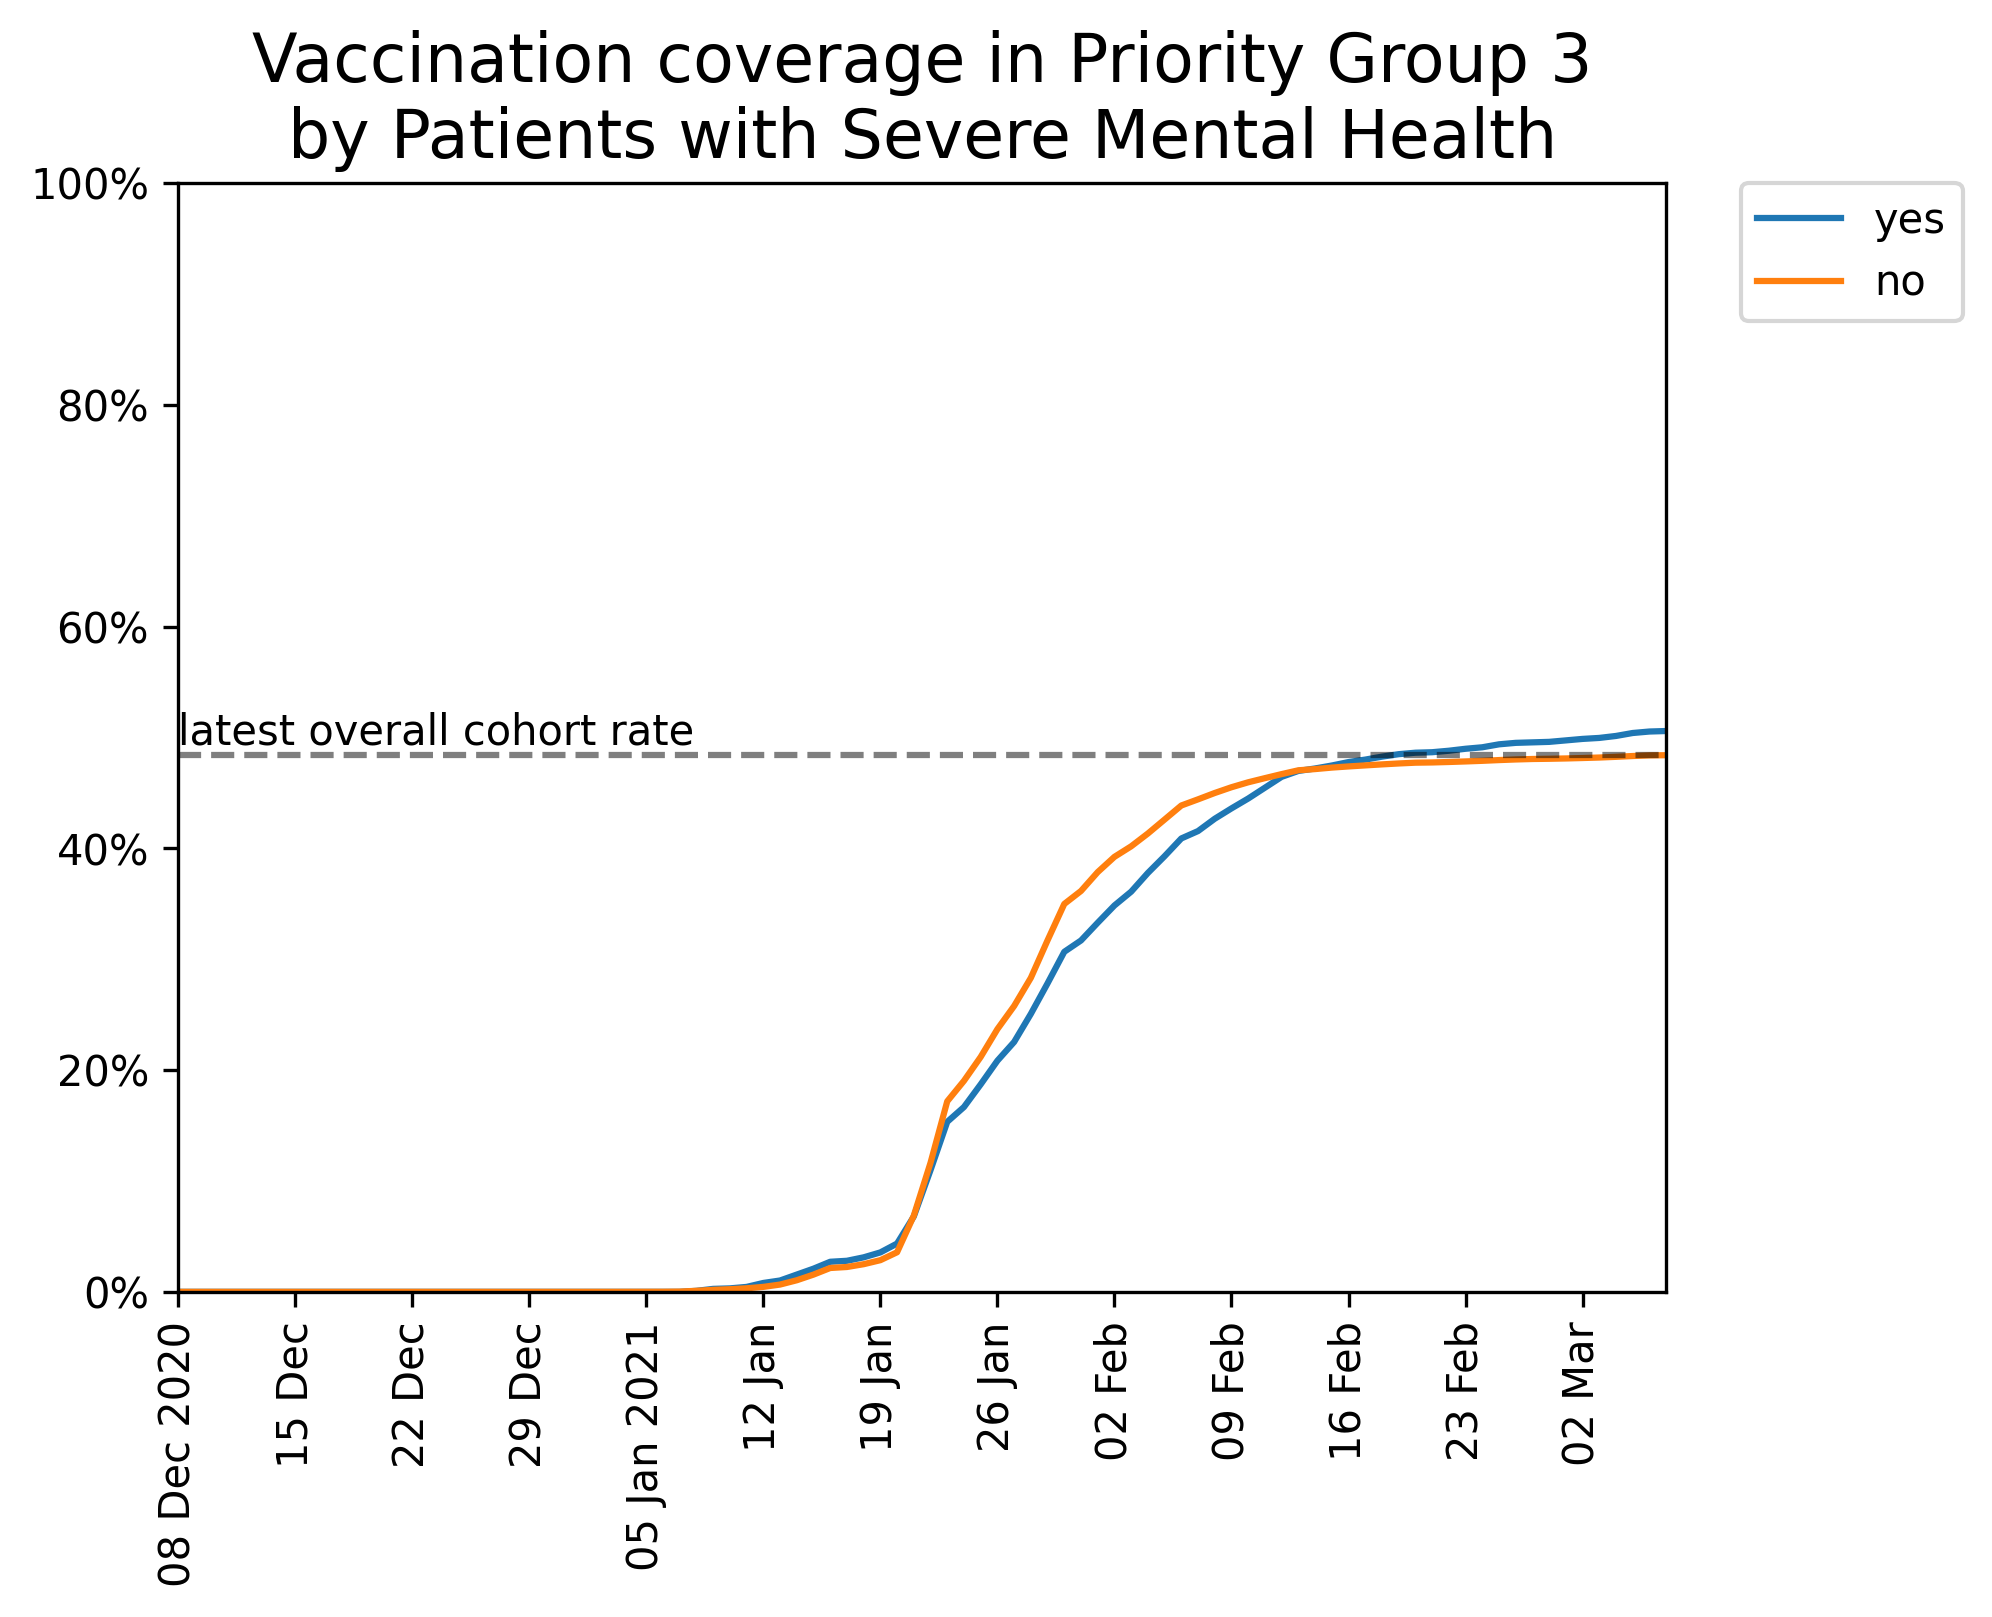 Vaccination coverage in Priority Group 3
by Patients with Severe Mental Health
100%
80%
60%
40%
20%
0%
latest overall cohort rate
yes
no
08 Dec 2020
15 Dec
22 Dec
29 Dec
05 Jan 2021
12 Jan
19 Jan
26 Jan
02 Feb
09 Feb
16 Feb
23 Feb
02 Mar